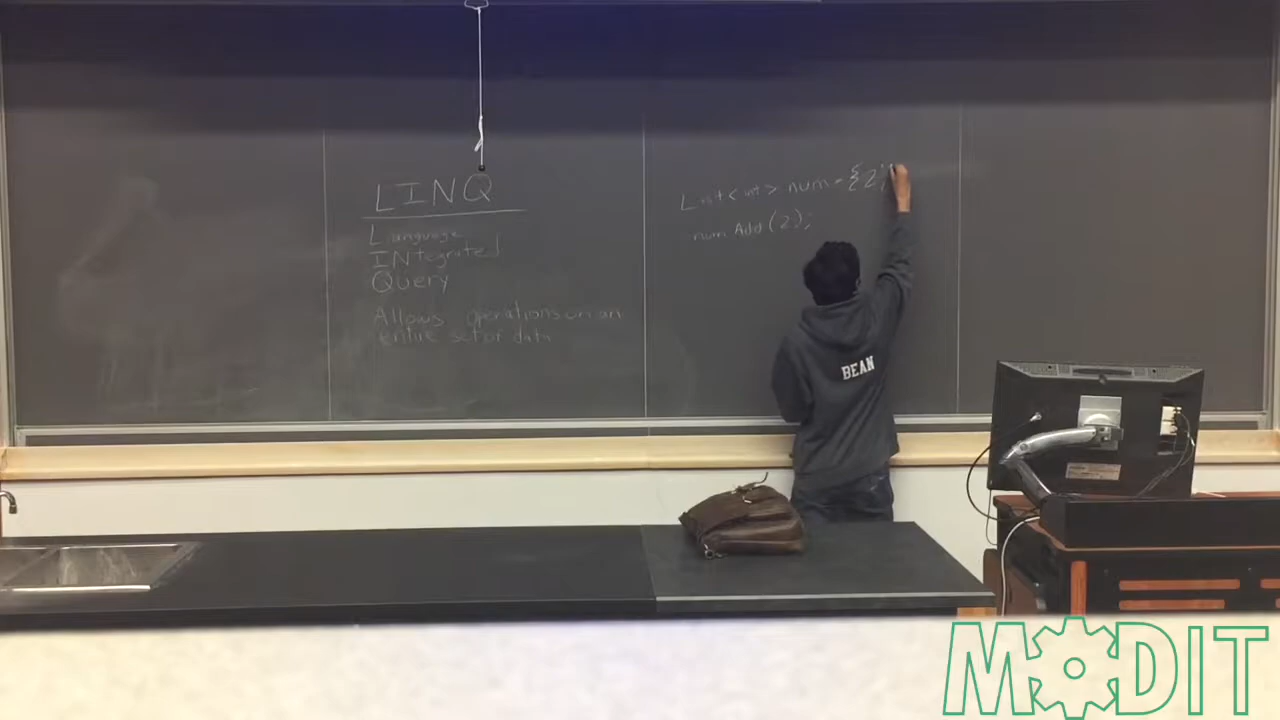 LINQ
Language
INtegrated
Query
Allows operations on an
entire set of data
List<int> num = {2,
num.Add(2);
BEAN
MODIT